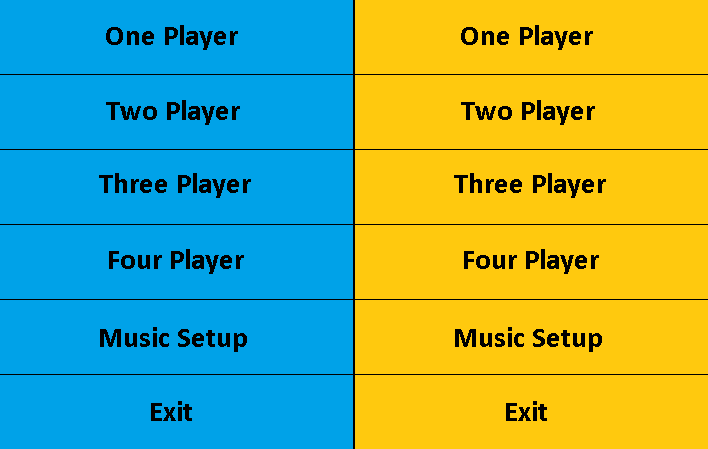 One Player One Player
Two Player Two Player
Three Player Three Player
Four Player Four Player
Music Setup Music Setup
Exit Exit